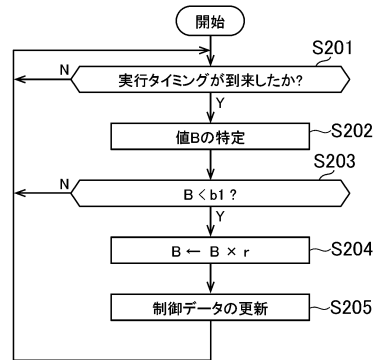 開始
S201
実行タイミングが到来したか?
N
Y
値Bの特定
S202
S203
B < b1 ?
N
Y
B ← B × r
S204
制御データの更新
S205